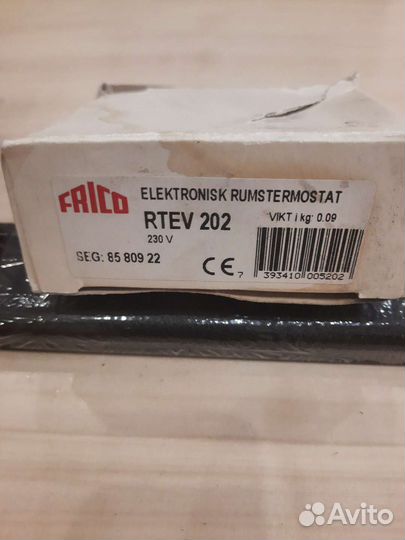 FRICO
ELEKTRONISK RUMSTERMOSTAT
RTEV 202
VIKT i kg: 0.09
230 V
SEG: 85 809 22
CE
7 393410 005202
Avito